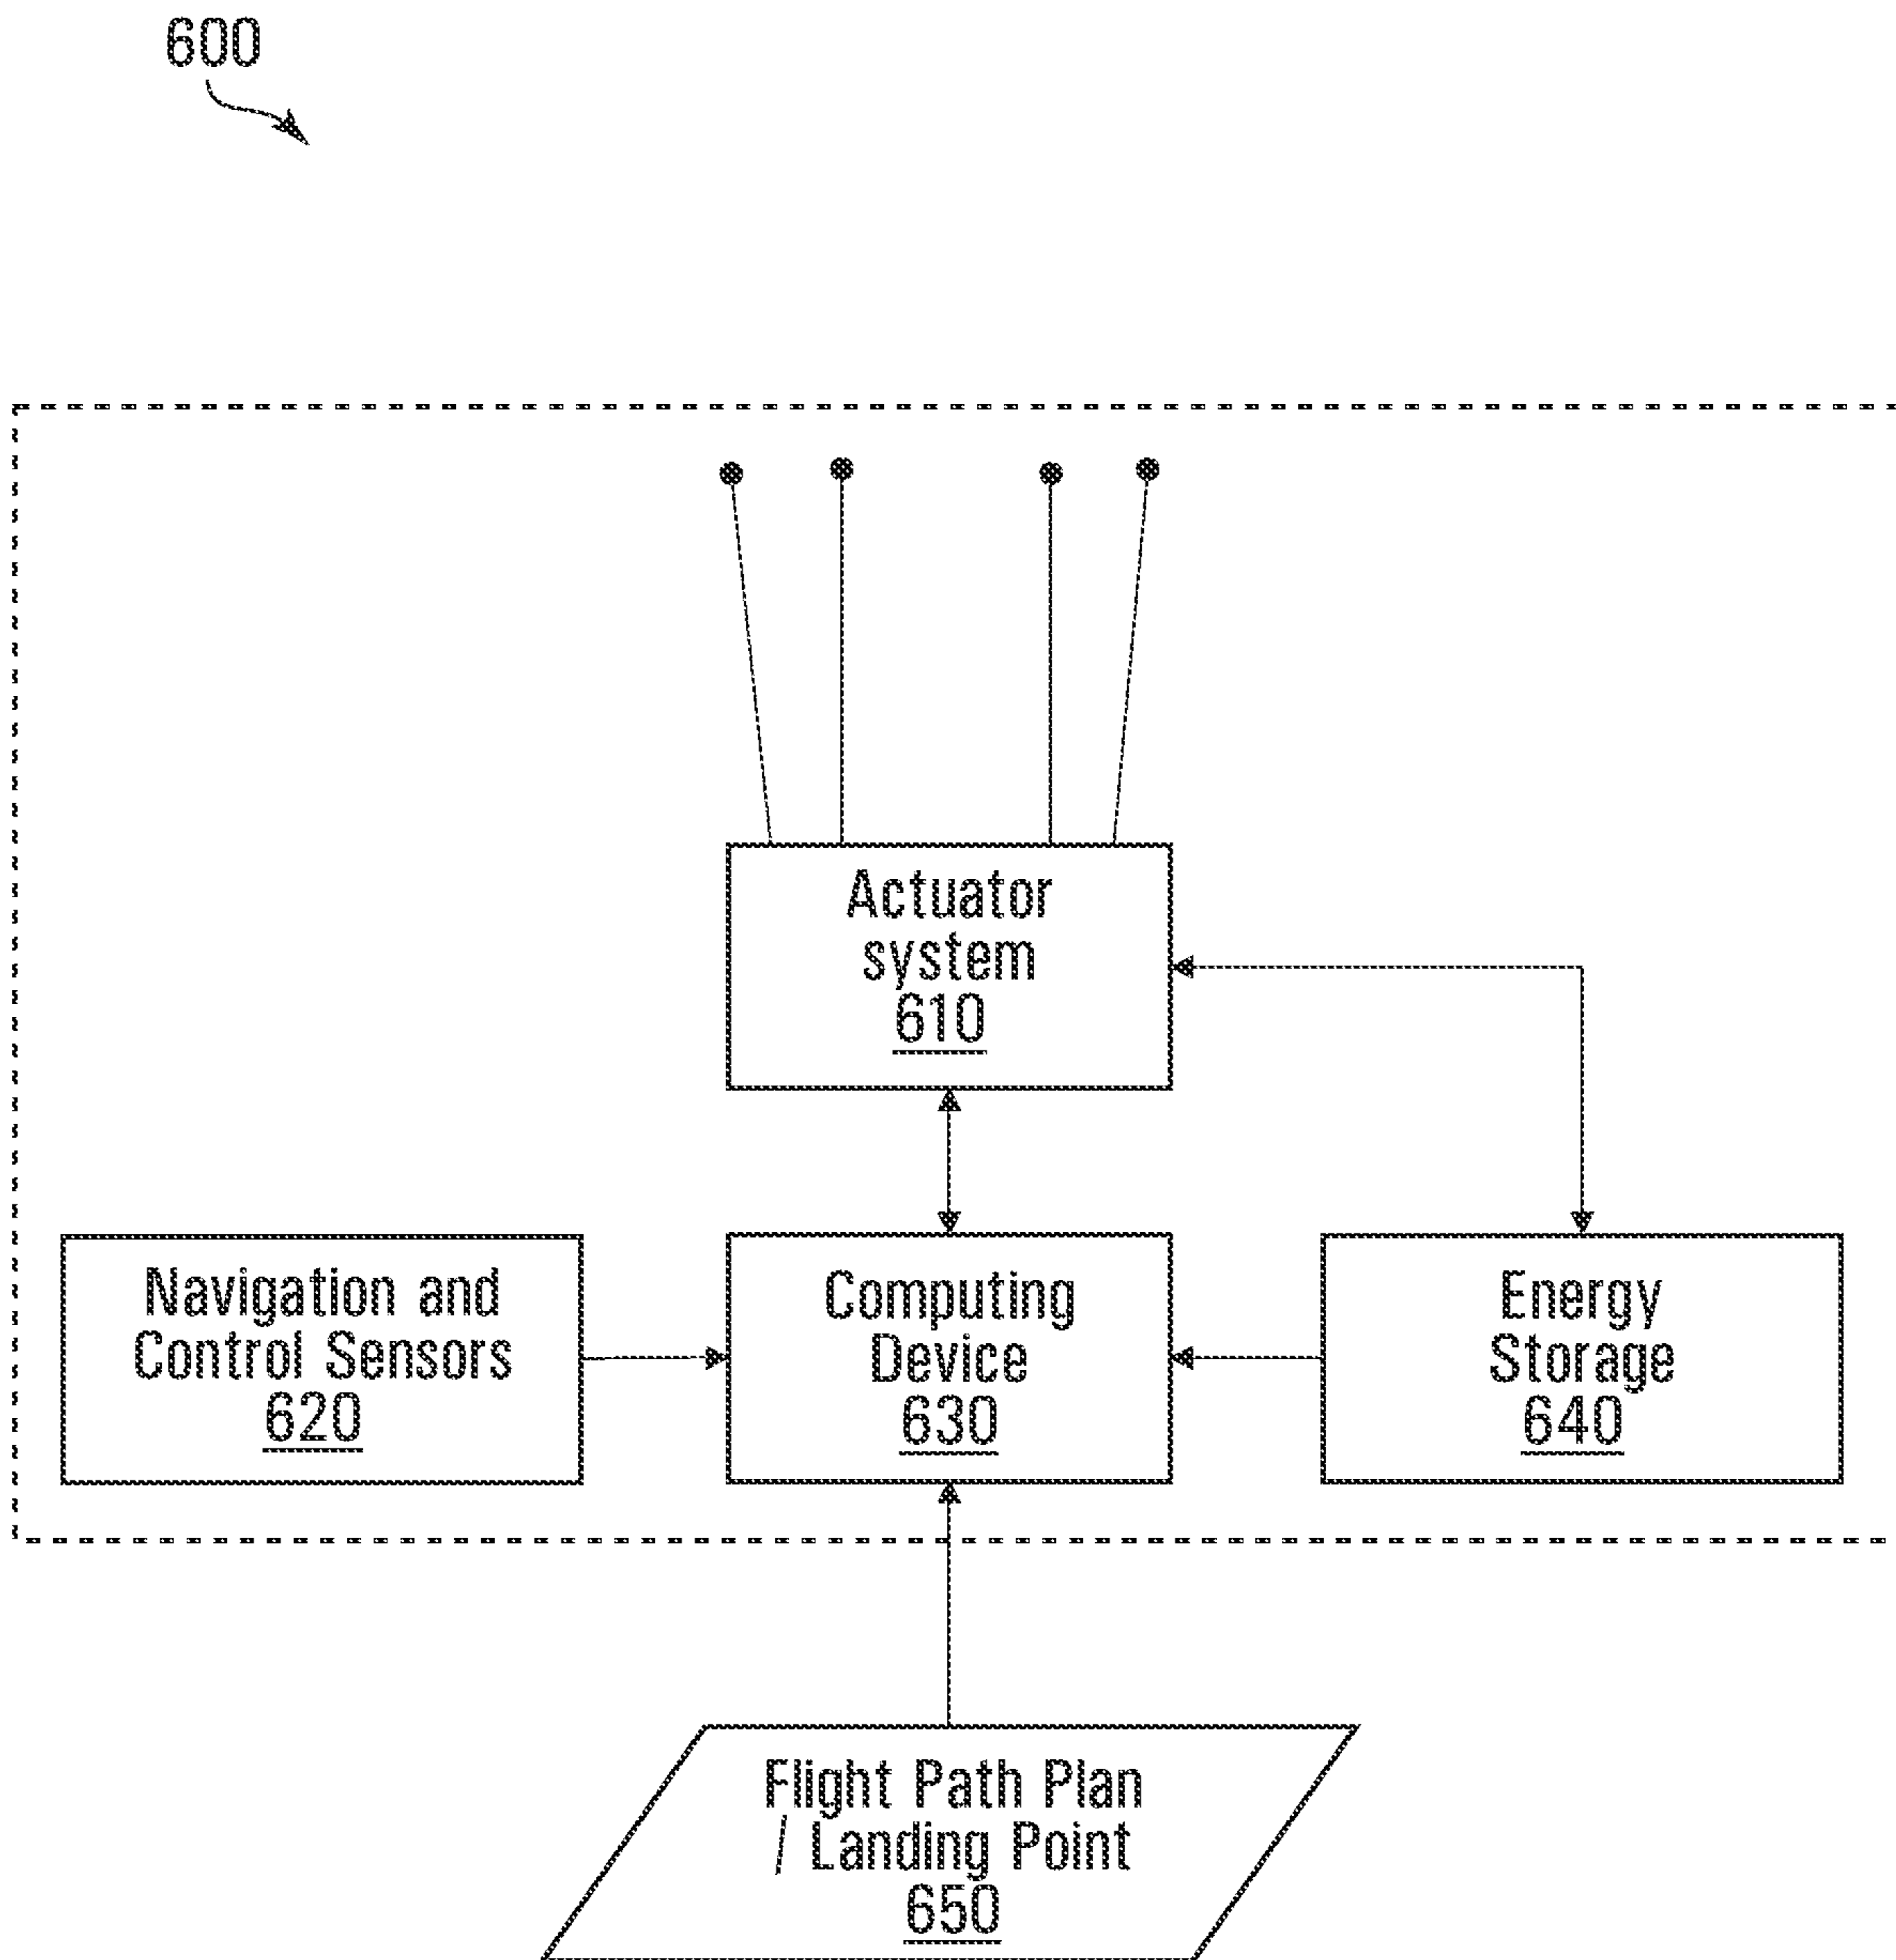 600
Actuator
system
610
Navigation and
Control Sensors
620
Computing
Device
630
Energy
Storage
640
Flight Path Plan
/ Landing Point
650